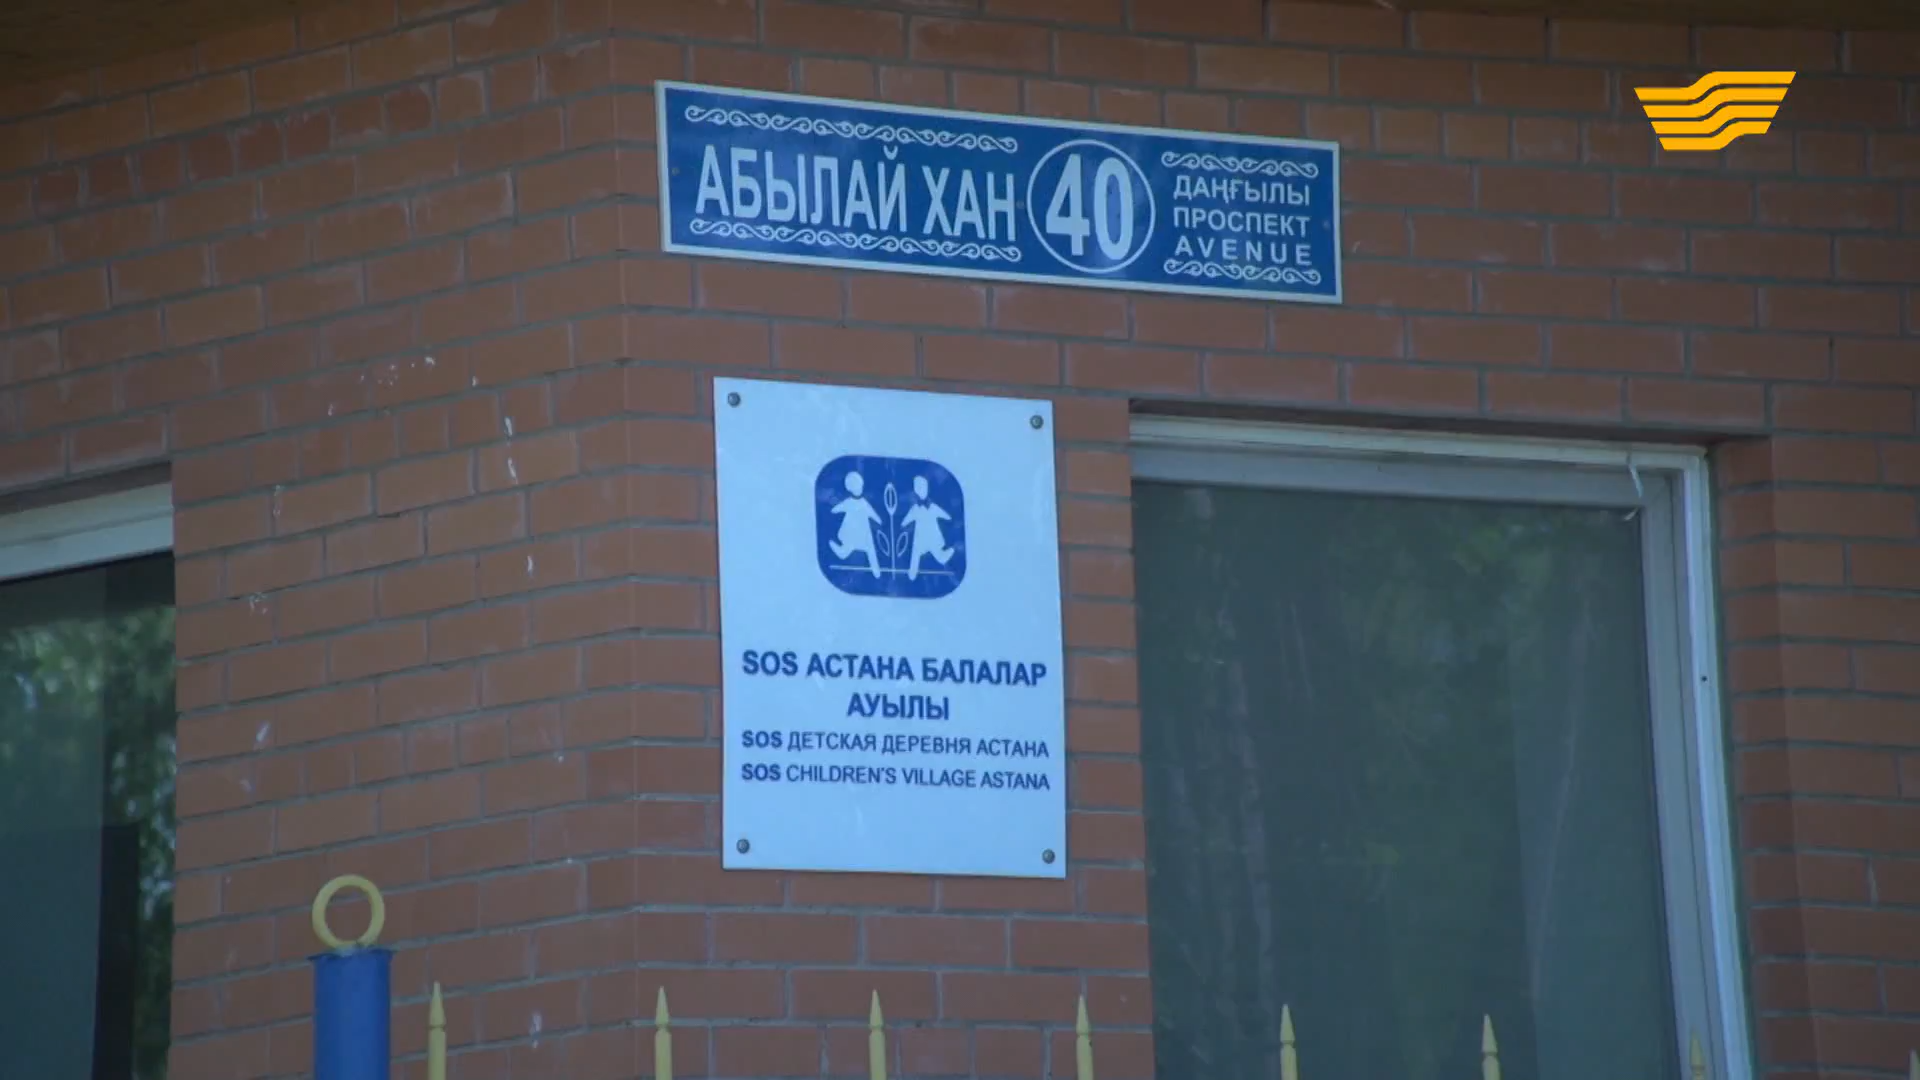 АБЫЛАЙ ХАН 40 ДАҢҒЫЛЫ
ПРОСПЕКТ
AVENUE
SOS АСТАНА БАЛАЛАР
АУЫЛЫ
SOS ДЕТСКАЯ ДЕРЕВНЯ АСТАНА
SOS CHILDREN'S VILLAGE ASTANA